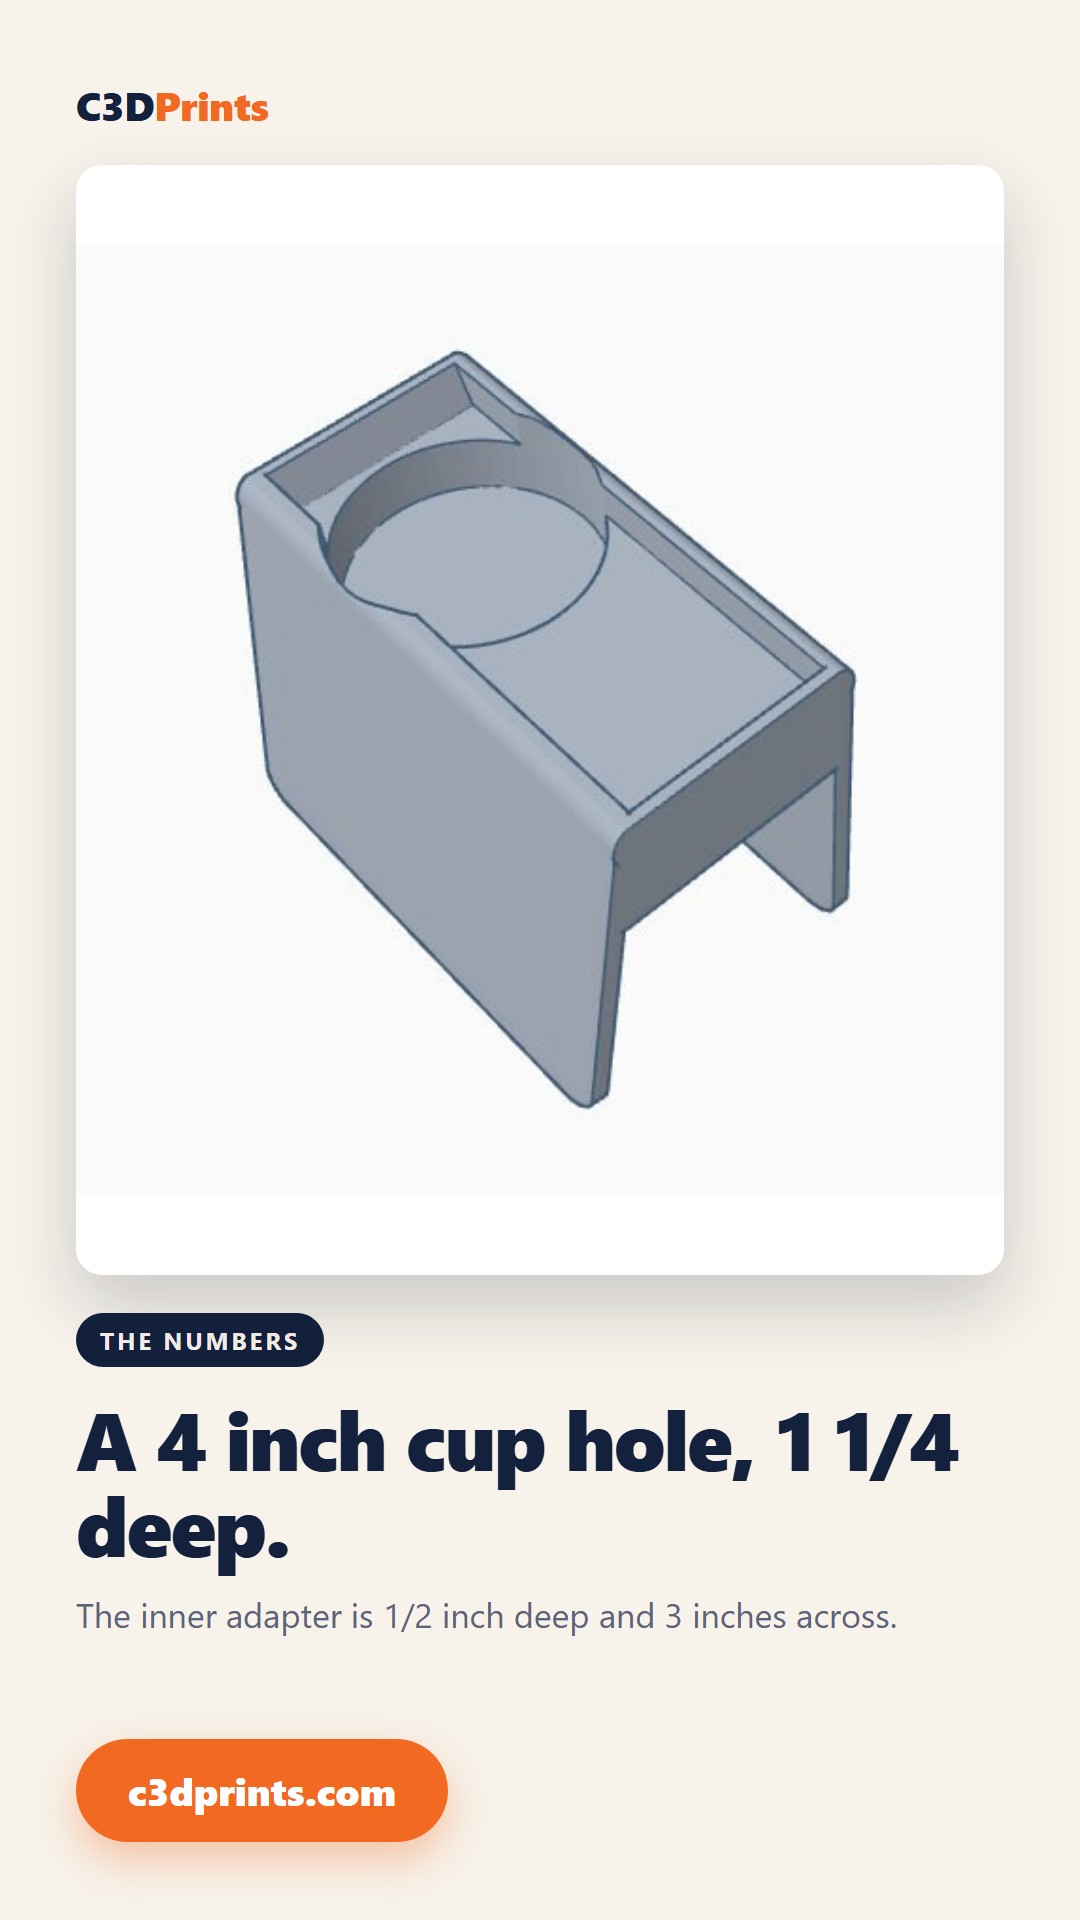 C3DPrints
THE NUMBERS
A 4 inch cup hole, 1 1/4
deep.
The inner adapter is 1/2 inch deep and 3 inches across.
c3dprints.com